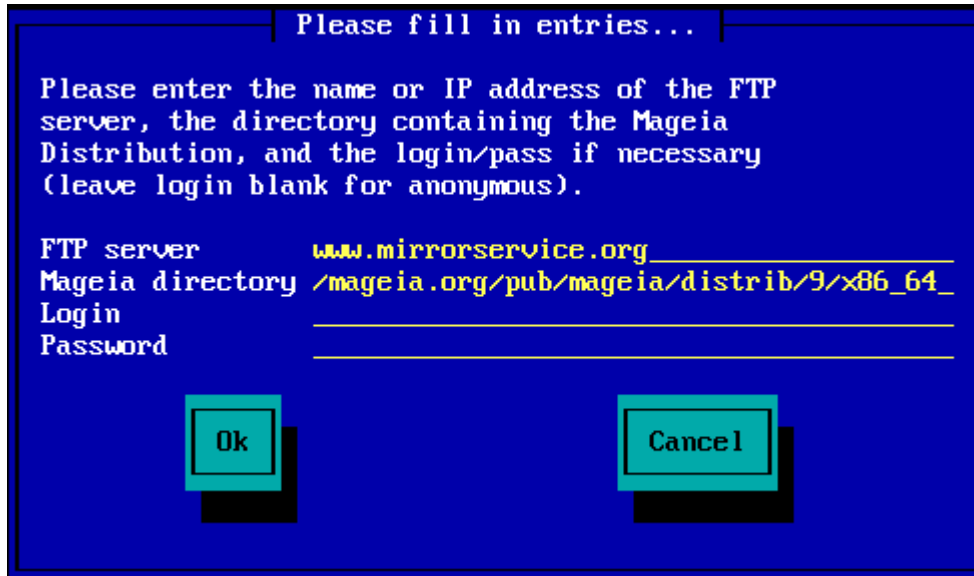 Please fill in entries...
Please enter the name or IP address of the FTP
server, the directory containing the Mageia
Distribution, and the login/pass if necessary
(leave login blank for anonymous).
FTP server www.mirrorservice.org
Mageia directory /mageia.org/pub/mageia/distrib/9/x86_64_
Login
Password
Ok Cancel